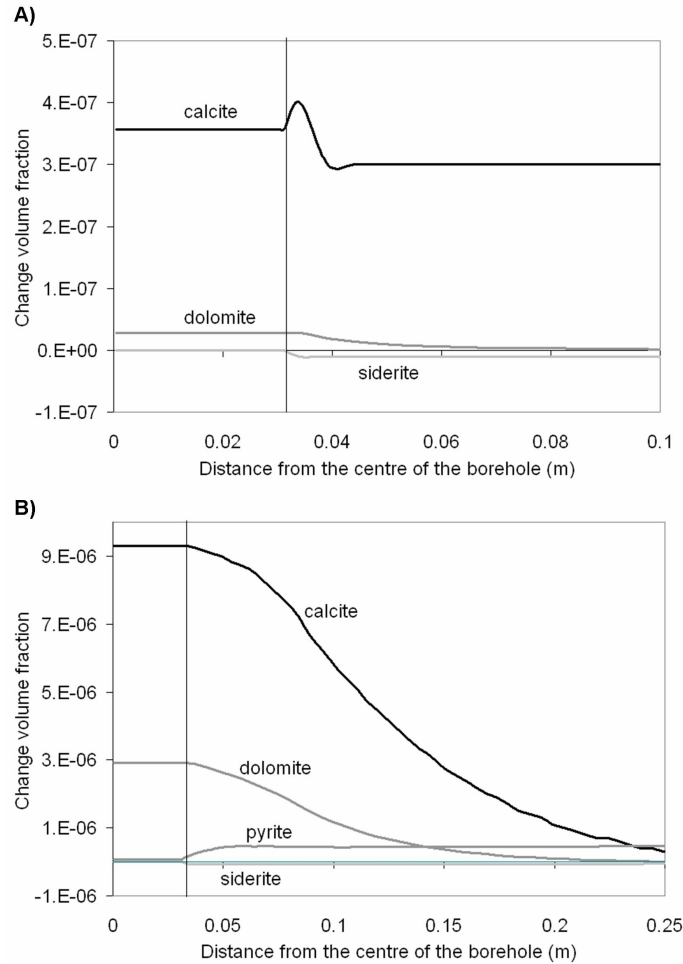 A)
5.E-07
4.E-07
calcite
3.E-07
2.E-07
1.E-07
dolomite
0.E+00
siderite
-1.E-07
Change volume fraction
0 0.02 0.04 0.06 0.08 0.1
Distance from the centre of the borehole (m)
B)
9.E-06
calcite
7.E-06
5.E-06
3.E-06
dolomite
pyrite
1.E-06
siderite
-1.E-06
Change volume fraction
0 0.05 0.1 0.15 0.2 0.25
Distance from the centre of the borehole (m)